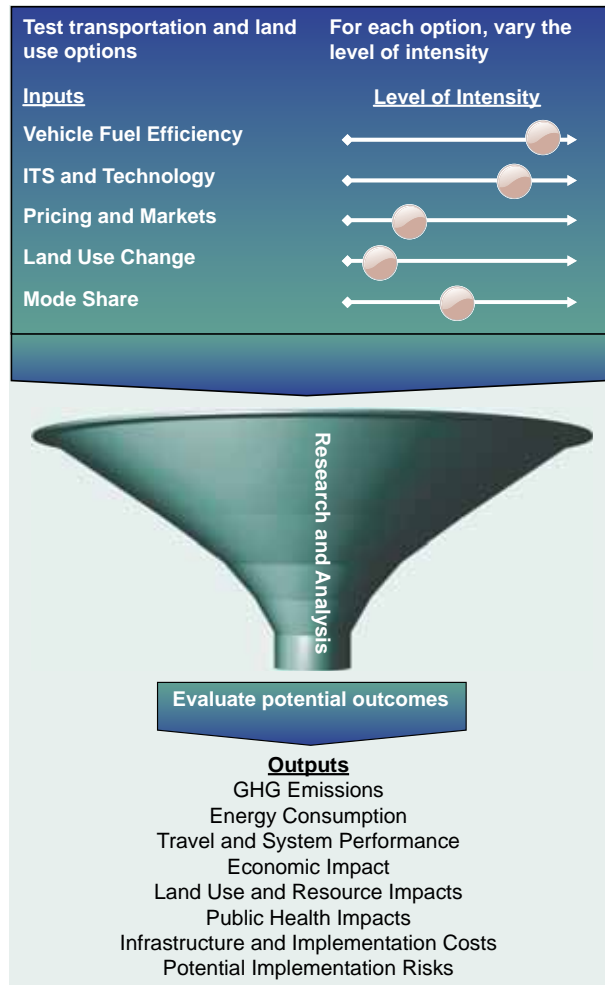 Test transportation and land
use options
For each option, vary the
level of intensity
Inputs
Level of Intensity
Vehicle Fuel Efficiency
ITS and Technology
Pricing and Markets
Land Use Change
Mode Share
Research and Analysis
Evaluate potential outcomes
Outputs
GHG Emissions
Energy Consumption
Travel and System Performance
Economic Impact
Land Use and Resource Impacts
Public Health Impacts
Infrastructure and Implementation Costs
Potential Implementation Risks